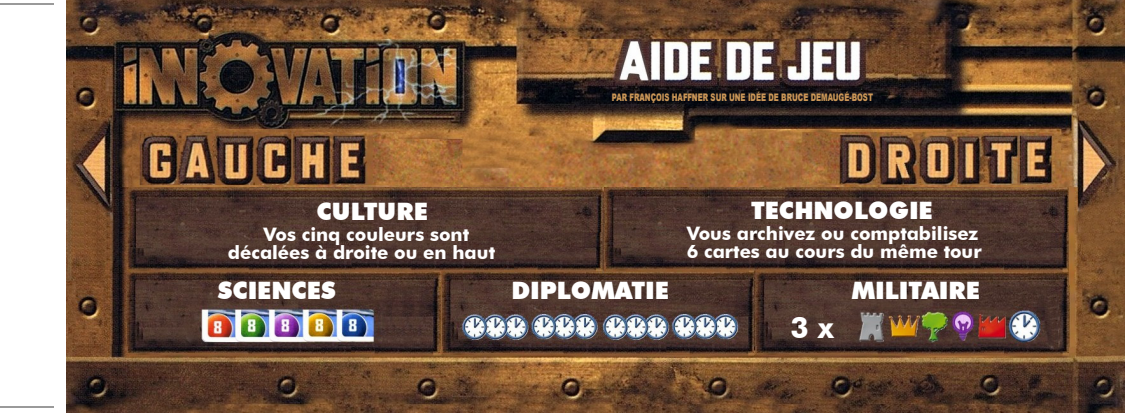 INNOVATION
AIDE DE JEU
PAR FRANÇOIS HAFFNER SUR UNE IDÉE DE BRUCE DEMAUGÉ-BOST
GAUCHE
DROITE
CULTURE
Vos cinq couleurs sont
décalées à droite ou en haut
TECHNOLOGIE
Vous archivez ou comptabilisez
6 cartes au cours du même tour
SCIENCES
8 8 8 8 8
DIPLOMATIE
MILITAIRE
3 x